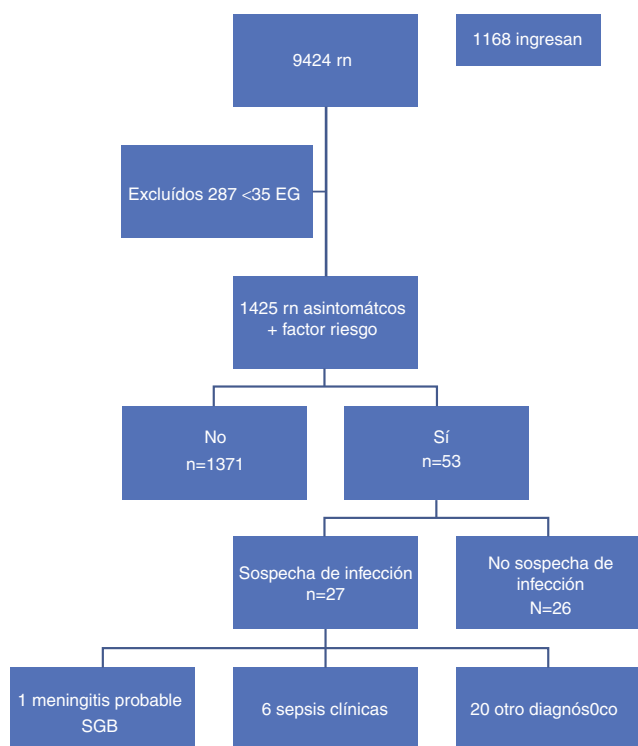 9424 rn
1168 ingresan
Excluídos 287 <35 EG
1425 rn asintomátcos
+ factor riesgo
No
n=1371
Sí
n=53
Sospecha de infección
n=27
No sospecha de
infección
N=26
1 meningitis probable
SGB
6 sepsis clínicas
20 otro diagnós0co